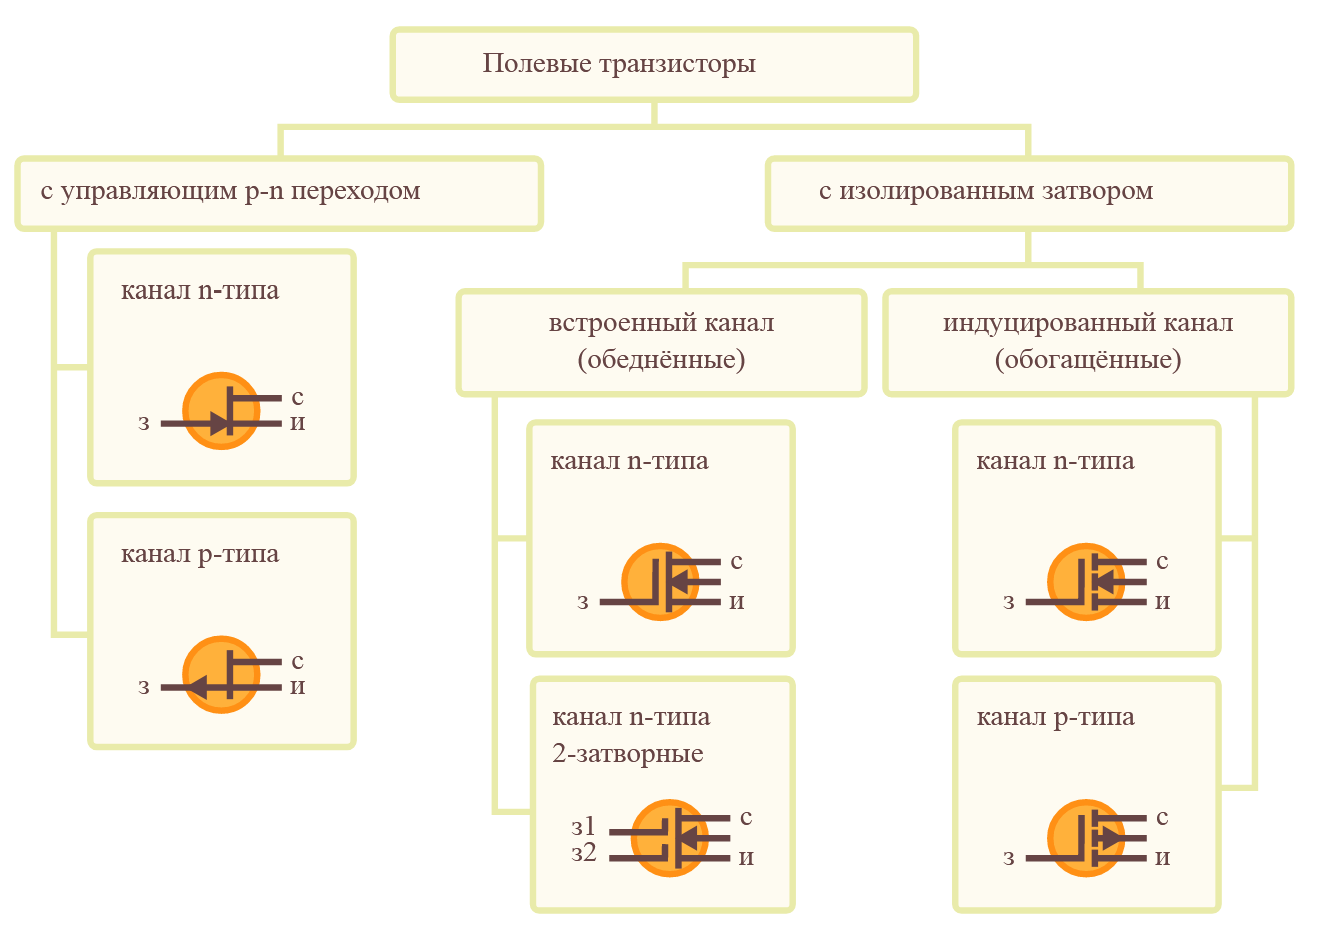 Полевые транзисторы
с управляющим p-n переходом
с изолированным затвором
канал n-типа
с
з
и
канал p-типа
с
з
и
встроенный канал
(обеднённые)
индуцированный канал
(обогащённые)
канал n-типа
с
з
и
канал n-типа
2-затворные
с
з1
з2
и
канал n-типа
с
з
и
канал p-типа
с
з
и